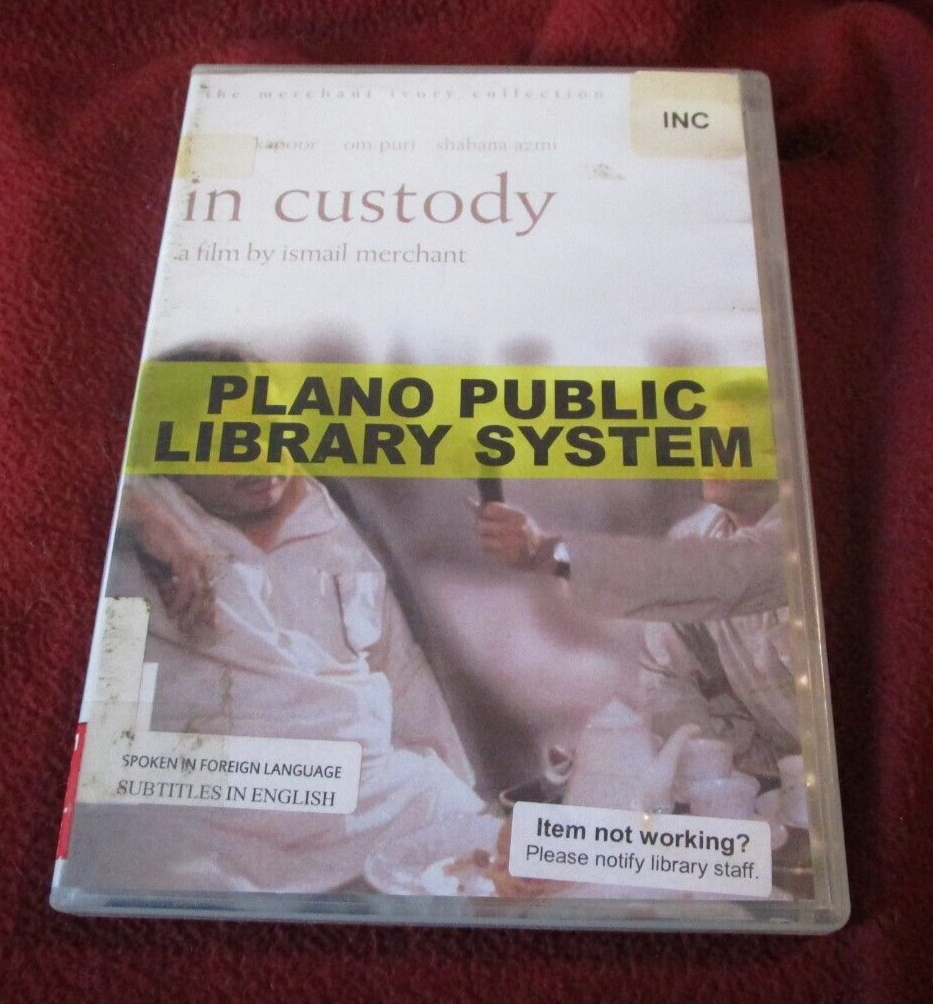 the merchant ivory collection
INC
kapoor om puri shabana azmi
in custody
a film by ismail merchant
PLANO PUBLIC
LIBRARY SYSTEM
SPOKEN IN FOREIGN LANGUAGE
SUBTITLES IN ENGLISH
Item not working?
Please notify library staff.